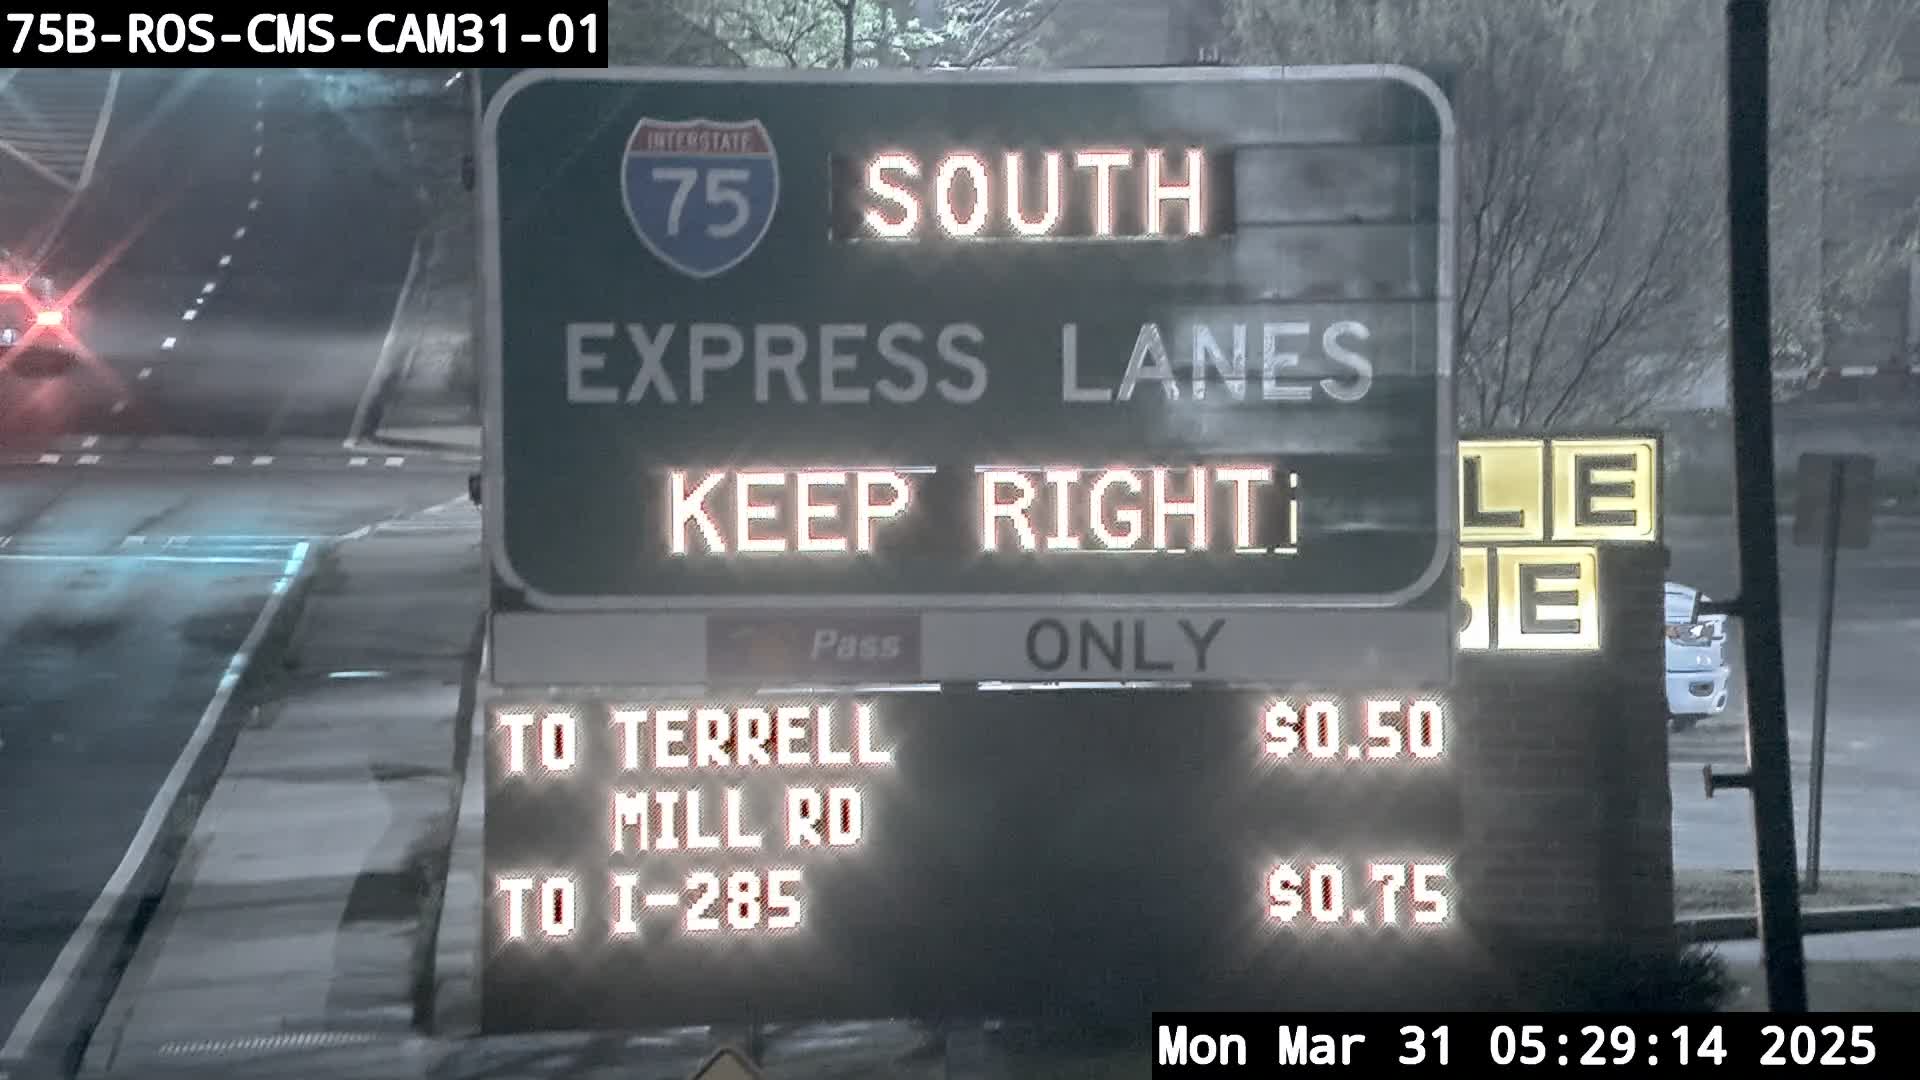 75B-ROS-CMS-CAM31-01
INTERSTATE
75
SOUTH
EXPRESS LANES
KEEP RIGHT
Pass ONLY
TO TERRELL $0.50
MILL RD
TO I-285 $0.75
LE
E
Mon Mar 31 05:29:14 2025